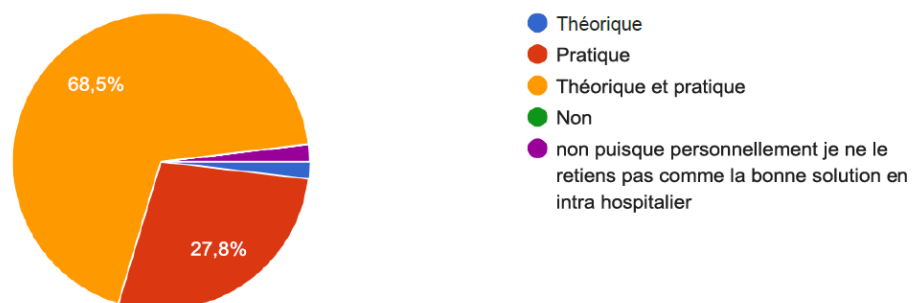 68,5%
27,8%
Théorique
Pratique
Théorique et pratique
Non
non puisque personnellement je ne le
retiens pas comme la bonne solution en
intra hospitalier